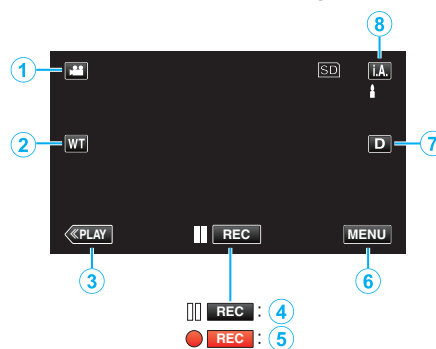 8
1 SD i.A.
2 WT D 7
≪PLAY REC MENU
3 6
REC : 4
REC : 5